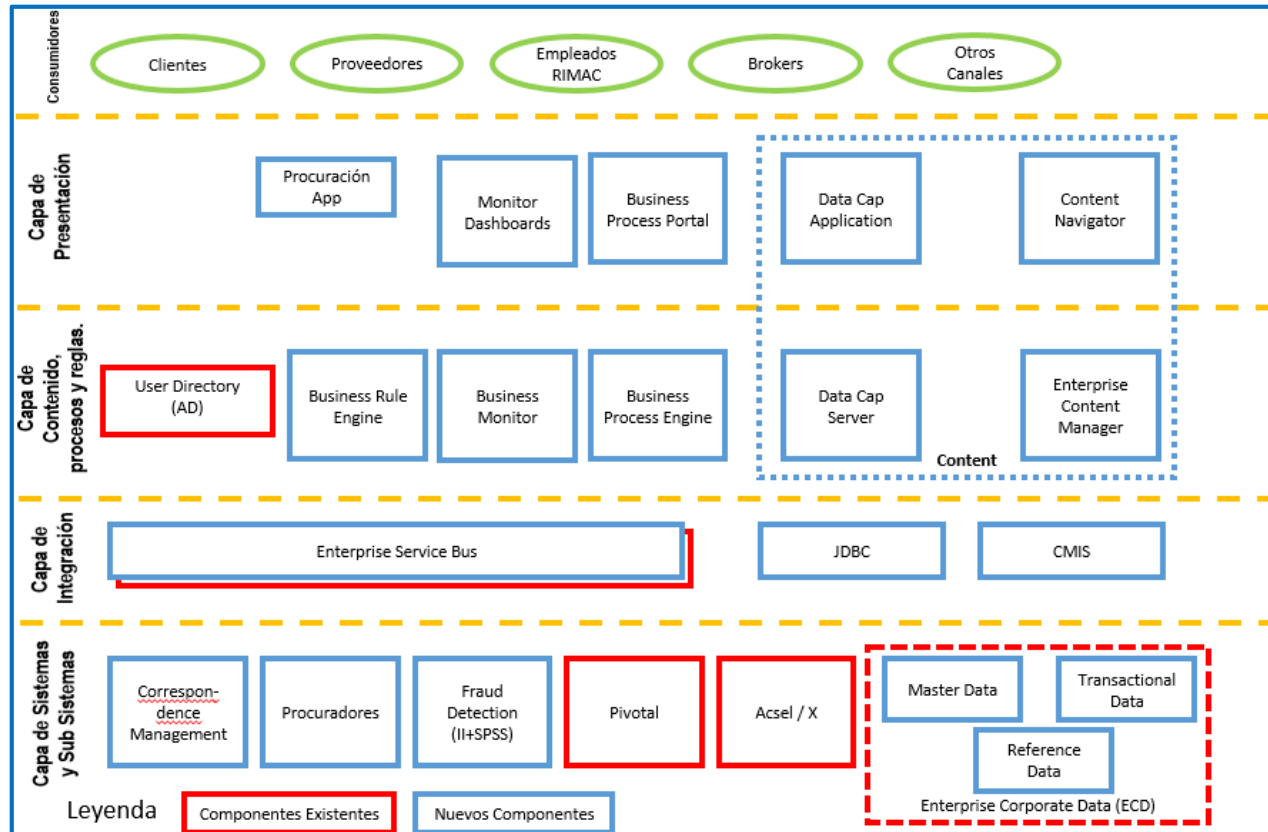 Consumidores
Clientes
Proveedores
Empleados
RIMAC
Brokers
Otros
Canales
Capa de
Presentación
Procuración
App
Monitor
Dashboards
Business
Process Portal
Data Cap
Application
Content
Navigator
Capa de
Contenido,
procesos y reglas.
User Directory
(AD)
Business Rule
Engine
Business
Monitor
Business
Process Engine
Data Cap
Server
Enterprise
Content
Manager
Content
Capa de
Integración
Enterprise Service Bus
JDBC
CMIS
Capa de Sistemas
y Sub Sistemas
Correspon-
dence
Management
Procuradores
Fraud
Detection
(II+SPSS)
Pivotal
Acsel / X
Master Data
Transactional
Data
Reference
Data
Enterprise Corporate Data (ECD)
Leyenda
Componentes Existentes
Nuevos Componentes